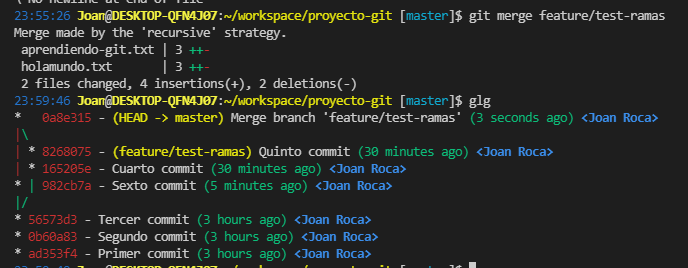 \ No newline at end of file
23:55:26 Joan@DESKTOP-QFN4J07:~/workspace/proyecto-git [master]$ git merge feature/test-ramas
Merge made by the 'recursive' strategy.
 aprendiendo-git.txt | 3 ++-
 holamundo.txt       | 3 ++-
 2 files changed, 4 insertions(+), 2 deletions(-)
23:59:46 Joan@DESKTOP-QFN4J07:~/workspace/proyecto-git [master]$ glg
*   0a8e315 - (HEAD -> master) Merge branch 'feature/test-ramas' (3 seconds ago) <Joan Roca>
|\
| * 8268075 - (feature/test-ramas) Quinto commit (30 minutes ago) <Joan Roca>
| * 165205e - Cuarto commit (30 minutes ago) <Joan Roca>
* | 982cb7a - Sexto commit (5 minutes ago) <Joan Roca>
|/
* 56573d3 - Tercer commit (3 hours ago) <Joan Roca>
* 0b60a83 - Segundo commit (3 hours ago) <Joan Roca>
* ad353f4 - Primer commit (3 hours ago) <Joan Roca>